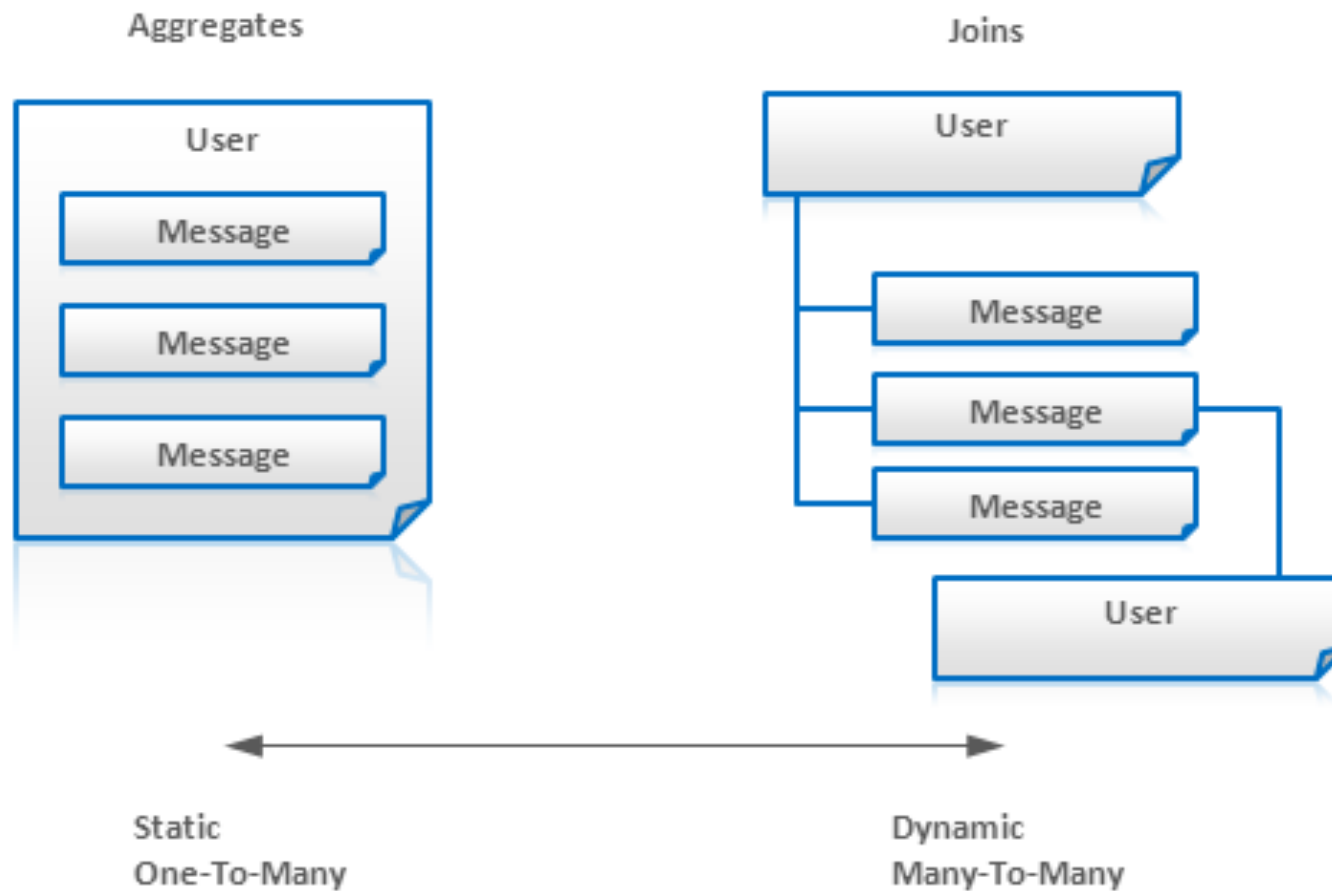 Aggregates
User
Message
Message
Message
Static
One-To-Many
Joins
User
Message
Message
Message
User
Dynamic
Many-To-Many